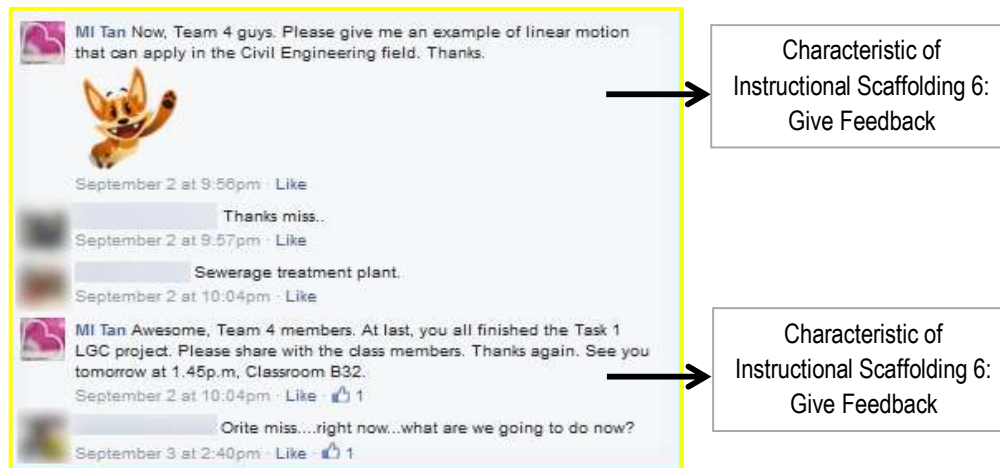 MI Tan Now, Team 4 guys. Please give me an example of linear motion
that can apply in the Civil Engineering field. Thanks.
September 2 at 9:56pm · Like
Thanks miss..
September 2 at 9:57pm · Like
Sewerage treatment plant.
September 2 at 10:04pm · Like
MI Tan Awesome, Team 4 members. At last, you all finished the Task 1
LGC project. Please share with the class members. Thanks again. See you
tomorrow at 1.45p.m, Classroom B32.
September 2 at 10:04pm · Like · 1
Orite miss....right now...what are we going to do now?
September 3 at 2:40pm · Like · 1
Characteristic of
Instructional Scaffolding 6:
Give Feedback
Characteristic of
Instructional Scaffolding 6:
Give Feedback